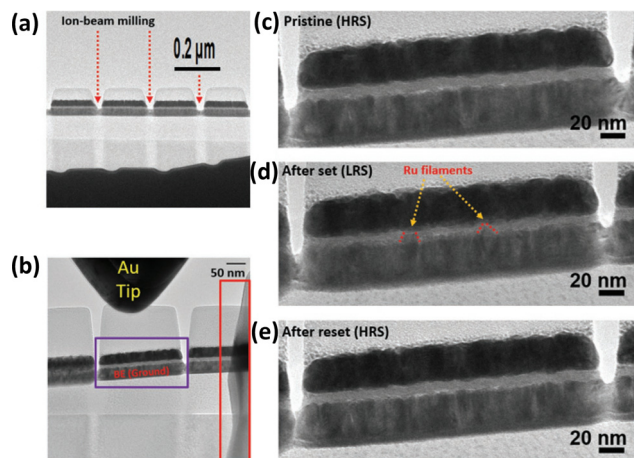 (a)
Ion-beam milling
0.2 µm
(b)
Au
Tip
50 nm
Pt (Ground)
(c)
Pristine (HRS)
20 nm
(d)
After set (LRS)
Ru filaments
20 nm
(e)
After reset (HRS)
20 nm